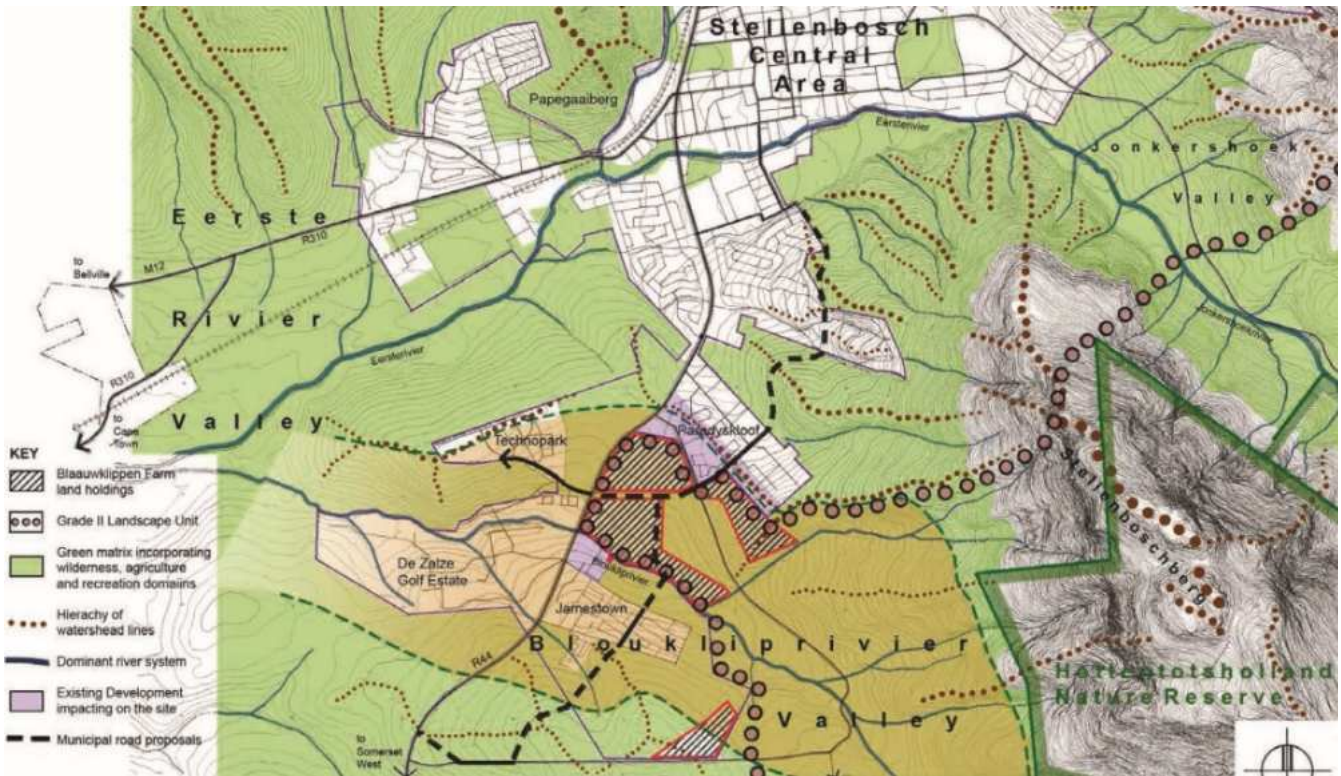 Stellenbosch
Central
Area
Papegaaiberg
Eersterivier
Jonkershoek
Valley
Eerste
R310
M12
to
Bellville
Rivier
Jonkershoekrivier
Eersterivier
R310
Valley
to
Cape
Town
Technopark
Paradyskloof
Stellenboschberg
KEY
Blaauwklippen Farm
land holdings
Grade II Landscape Unit
Green matrix incorporating
wilderness, agriculture
and recreation domaiins
Hierachy of
watershead lines
Dominant river system
Existing Development
impacting on the site
Municipal road proposals
De Zalze
Golf Estate
Jamestown
Bloukliprivier
Valley
R44
to
Somerset
West
Hottentotsholland
Nature Reserve